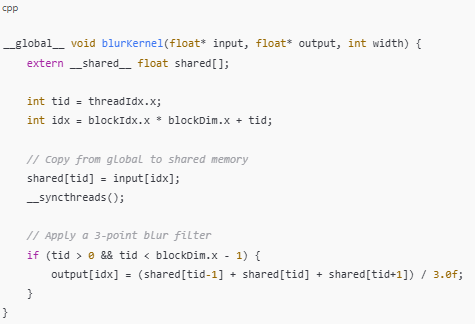 cpp
__global__ void blurKernel(float* input, float* output, int width) {
    extern __shared__ float shared[];
    int tid = threadIdx.x;
    int idx = blockIdx.x * blockDim.x + tid;
    // Copy from global to shared memory
    shared[tid] = input[idx];
    __syncthreads();
    // Apply a 3-point blur filter
    if (tid > 0 && tid < blockDim.x - 1) {
        output[idx] = (shared[tid-1] + shared[tid] + shared[tid+1]) / 3.0f;
    }
}